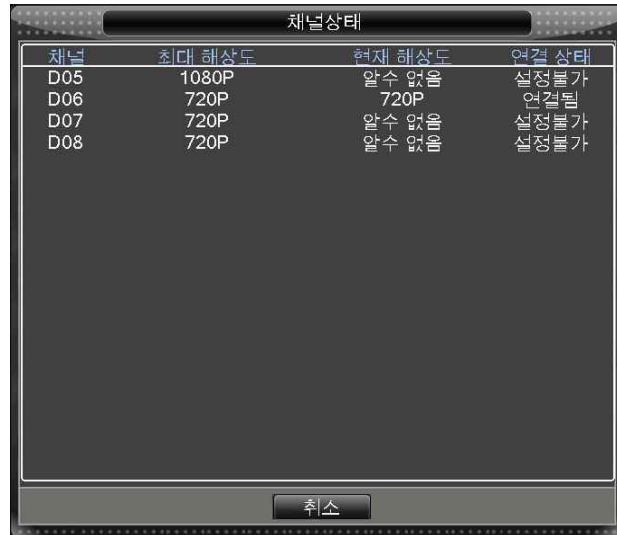 채널상태
채널 최대 해상도 현재 해상도 연결 상태
D05 1080P 알수 없음 설정불가
D06 720P 720P 연결됨
D07 720P 알수 없음 설정불가
D08 720P 알수 없음 설정불가
취소